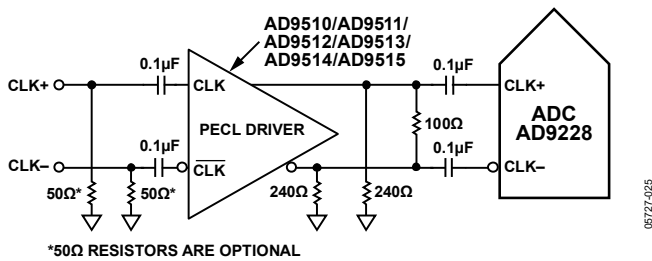 AD9510/AD9511/
AD9512/AD9513/
AD9514/AD9515
0.1µF
0.1µF
CLK+
CLK
CLK+
PECL DRIVER
100Ω
ADC
AD9228
0.1µF
0.1µF
CLK–
CLK
CLK–
50Ω*
50Ω*
240Ω
240Ω
*50Ω RESISTORS ARE OPTIONAL
05727-025